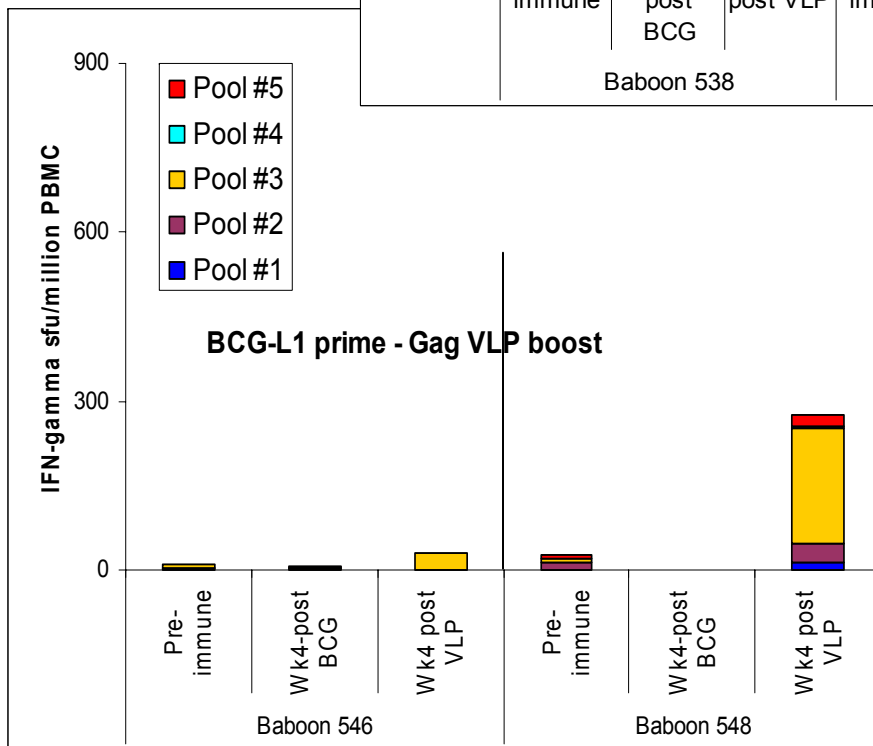 immune
post
BCG
post VLP
Baboon 538
900
600
300
0
IFN-gamma sfu/million PBMC
Pool #5
Pool #4
Pool #3
Pool #2
Pool #1
BCG-L1 prime - Gag VLP boost
Pre-
immune
Wk4-post
BCG
Wk4 post
VLP
Pre-
immune
Wk4-post
BCG
Wk4 post
VLP
Baboon 546
Baboon 548